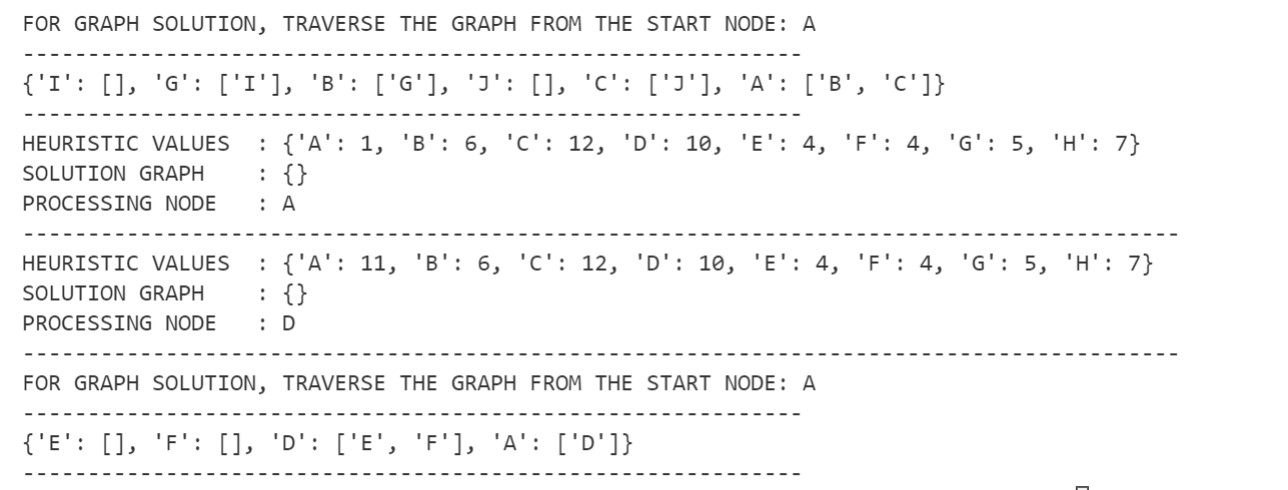 FOR GRAPH SOLUTION, TRAVERSE THE GRAPH FROM THE START NODE: A
------------------------------------------------------------
{'I': [], 'G': ['I'], 'B': ['G'], 'J': [], 'C': ['J'], 'A': ['B', 'C']}
------------------------------------------------------------
HEURISTIC VALUES  : {'A': 1, 'B': 6, 'C': 12, 'D': 10, 'E': 4, 'F': 4, 'G': 5, 'H': 7}
SOLUTION GRAPH    : {}
PROCESSING NODE   : A
-----------------------------------------------------------------------------------------
HEURISTIC VALUES  : {'A': 11, 'B': 6, 'C': 12, 'D': 10, 'E': 4, 'F': 4, 'G': 5, 'H': 7}
SOLUTION GRAPH    : {}
PROCESSING NODE   : D
-----------------------------------------------------------------------------------------
FOR GRAPH SOLUTION, TRAVERSE THE GRAPH FROM THE START NODE: A
------------------------------------------------------------
{'E': [], 'F': [], 'D': ['E', 'F'], 'A': ['D']}
------------------------------------------------------------